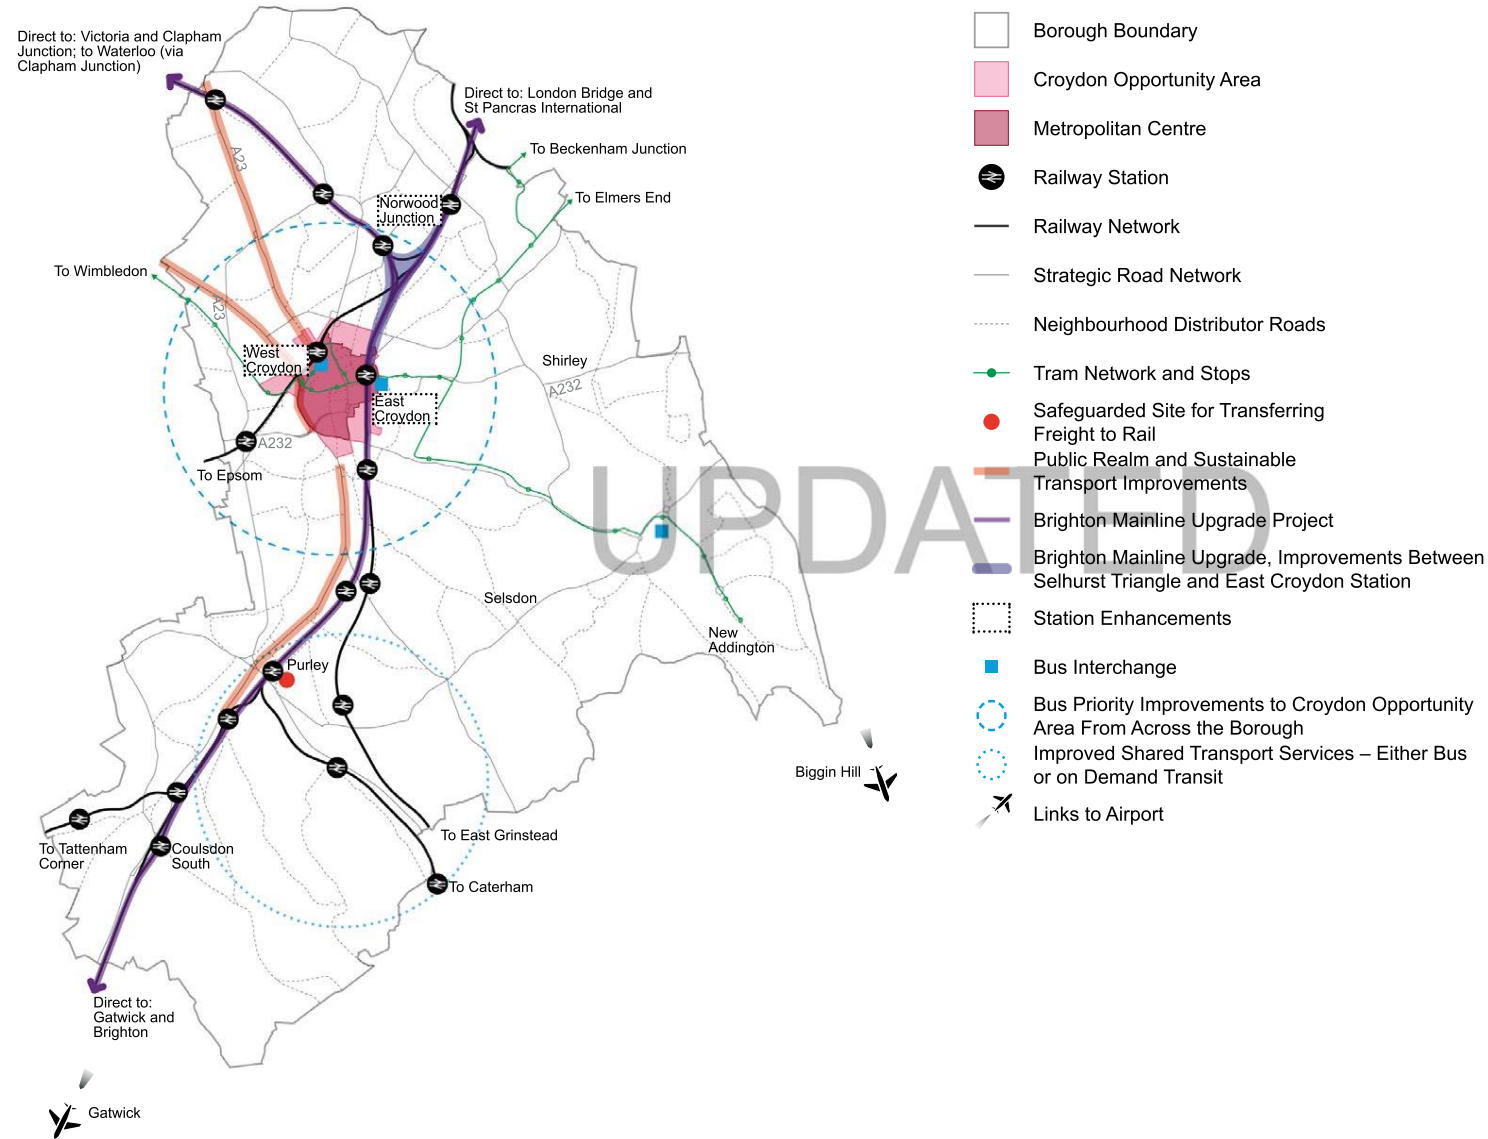 Direct to: Victoria and Clapham
Junction; to Waterloo (via
Clapham Junction)
Direct to: London Bridge and
St Pancras International
To Beckenham Junction
To Elmers End
A23
Norwood
Junction
To Wimbledon
A23
West
Croydon
Shirley
A232
East
Croydon
A232
To Epsom
UPDATED
Selsdon
New
Addington
Purley
Biggin Hill
To East Grinstead
To Tattenham
Corner
Coulsdon
South
To Caterham
Direct to:
Gatwick and
Brighton
Gatwick
Borough Boundary
Croydon Opportunity Area
Metropolitan Centre
Railway Station
Railway Network
Strategic Road Network
Neighbourhood Distributor Roads
Tram Network and Stops
Safeguarded Site for Transferring
Freight to Rail
Public Realm and Sustainable
Transport Improvements
Brighton Mainline Upgrade Project
Brighton Mainline Upgrade, Improvements Between
Selhurst Triangle and East Croydon Station
Station Enhancements
Bus Interchange
Bus Priority Improvements to Croydon Opportunity
Area From Across the Borough
Improved Shared Transport Services – Either Bus
or on Demand Transit
Links to Airport